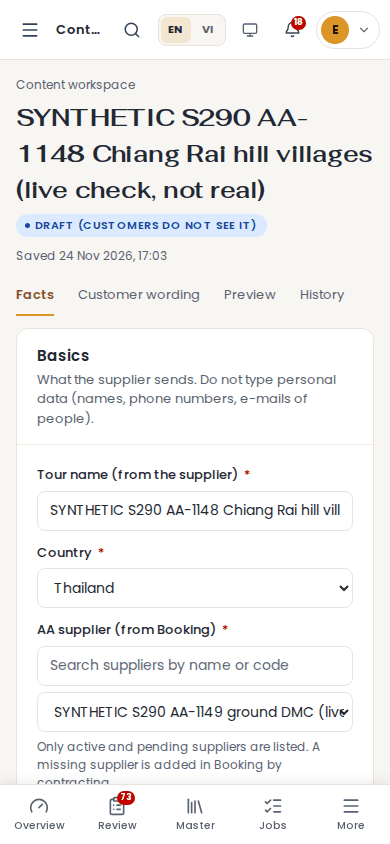 Cont...
EN
VI
18
E
Content workspace
SYNTHETIC S290 AA-
1148 Chiang Rai hill villages
(live check, not real)
DRAFT (CUSTOMERS DO NOT SEE IT)
Saved 24 Nov 2026, 17:03
Facts
Customer wording
Preview
History
Basics
What the supplier sends. Do not type personal
data (names, phone numbers, e-mails of
people).
Tour name (from the supplier) *
SYNTHETIC S290 AA-1148 Chiang Rai hill vill
Country *
Thailand
AA supplier (from Booking) *
Search suppliers by name or code
SYNTHETIC S290 AA-1149 ground DMC (live
Only active and pending suppliers are listed. A
missing supplier is added in Booking by
contracting
73
Overview
Review
Master
Jobs
More